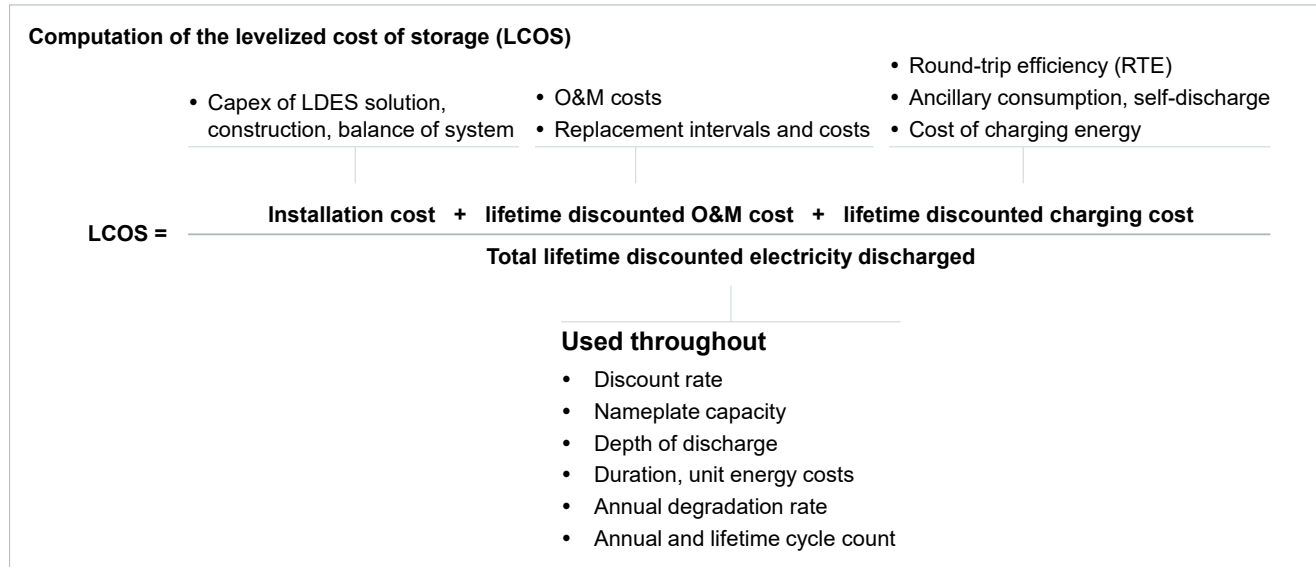 Computation of the levelized cost of storage (LCOS)
• Capex of LDES solution,
construction, balance of system
• O&M costs
• Replacement intervals and costs
• Round-trip efficiency (RTE)
• Ancillary consumption, self-discharge
• Cost of charging energy
LCOS =
Installation cost + lifetime discounted O&M cost + lifetime discounted charging cost
Total lifetime discounted electricity discharged
Used throughout
• Discount rate
• Nameplate capacity
• Depth of discharge
• Duration, unit energy costs
• Annual degradation rate
• Annual and lifetime cycle count